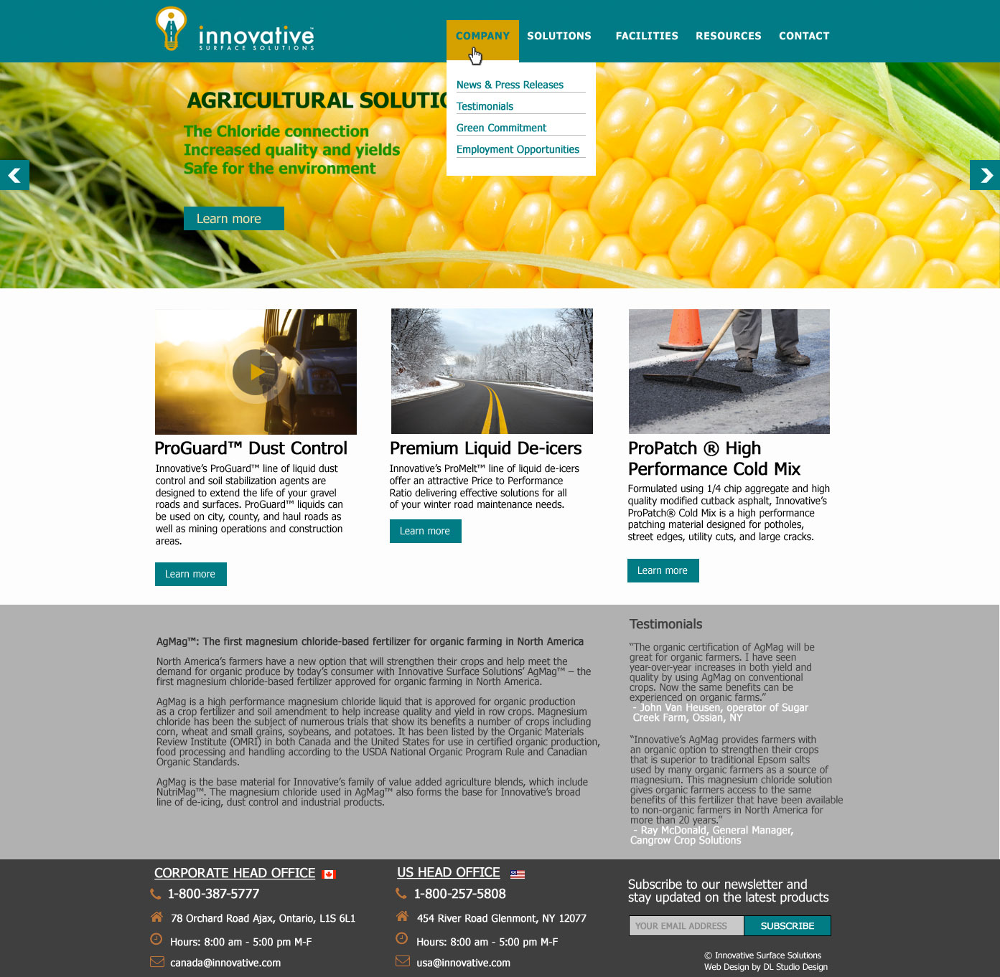 innovative™
SURFACE SOLUTIONS
COMPANY SOLUTIONS FACILITIES RESOURCES CONTACT
News & Press Releases
Testimonials
Green Commitment
Employment Opportunities
AGRICULTURAL
The Chloride connection
Increased quality and yields
Safe for the environment
Learn more
ProGuard™ Dust Control
Innovative’s ProGuard™ line of liquid dust
control and soil stabilization agents are
designed to extend the life of your gravel
roads and surfaces. ProGuard™ liquids can
be used on city, county, and haul roads as
well as mining operations and construction
areas.
Learn more
Premium Liquid De-icers
Innovative’s ProMelt™ line of liquid de-icers
offer an attractive Price to Performance
Ratio delivering effective solutions for all
of your winter road maintenance needs.
Learn more
ProPatch ® High
Performance Cold Mix
Formulated using 1/4 chip aggregate and high
quality modified cutback asphalt, Innovative’s
ProPatch® Cold Mix is a high performance
patching material designed for potholes,
street edges, utility cuts, and large cracks.
Learn more
AgMag™: The first magnesium chloride-based fertilizer for organic farming in North America
North America’s farmers have a new option that will strengthen their crops and help meet the
demand for organic produce by today’s consumer with Innovative Surface Solutions’ AgMag™ – the
first magnesium chloride-based fertilizer approved for organic farming in North America.
AgMag is a high performance magnesium chloride liquid that is approved for organic production
as a crop fertilizer and soil amendment to help increase quality and yield in row crops. Magnesium
chloride has been the subject of numerous trials that show its benefits a number of crops including
corn, wheat and small grains, soybeans, and potatoes. It has been listed by the Organic Materials
Review Institute (OMRI) in both Canada and the United States for use in certified organic production,
food processing and handling according to the USDA National Organic Program Rule and Canadian
Organic Standards.
AgMag is the base material for Innovative’s family of value added agriculture blends, which include
NutriMag™. The magnesium chloride used in AgMag™ also forms the base for Innovative’s broad
line of de-icing, dust control and industrial products.
Testimonials
“The organic certification of AgMag will be
great for organic farmers. I have seen
year-over-year increases in both yield and
quality by using AgMag on conventional
crops. Now the same benefits can be
experienced on organic farms.”
- John Van Heusen, operator of Sugar
Creek Farm, Ossian, NY
“Innovative’s AgMag provides farmers with
an organic option to strengthen their crops
that is superior to traditional Epsom salts
used by many organic farmers as a source of
magnesium. This magnesium chloride solution
gives organic farmers access to the same
benefits of this fertilizer that have been available
to non-organic farmers in North America for
more than 20 years.”
- Ray McDonald, General Manager,
Cangrow Crop Solutions
CORPORATE HEAD OFFICE
1-800-387-5777
78 Orchard Road Ajax, Ontario, L1S 6L1
Hours: 8:00 am - 5:00 pm M-F
canada@innovative.com
US HEAD OFFICE
1-800-257-5808
454 River Road Glenmont, NY 12077
Hours: 8:00 am - 5:00 pm M-F
usa@innovative.com
Subscribe to our newsletter and
stay updated on the latest products
YOUR EMAIL ADDRESS SUBSCRIBE
© Innovative Surface Solutions
Web Design by DL Studio Design